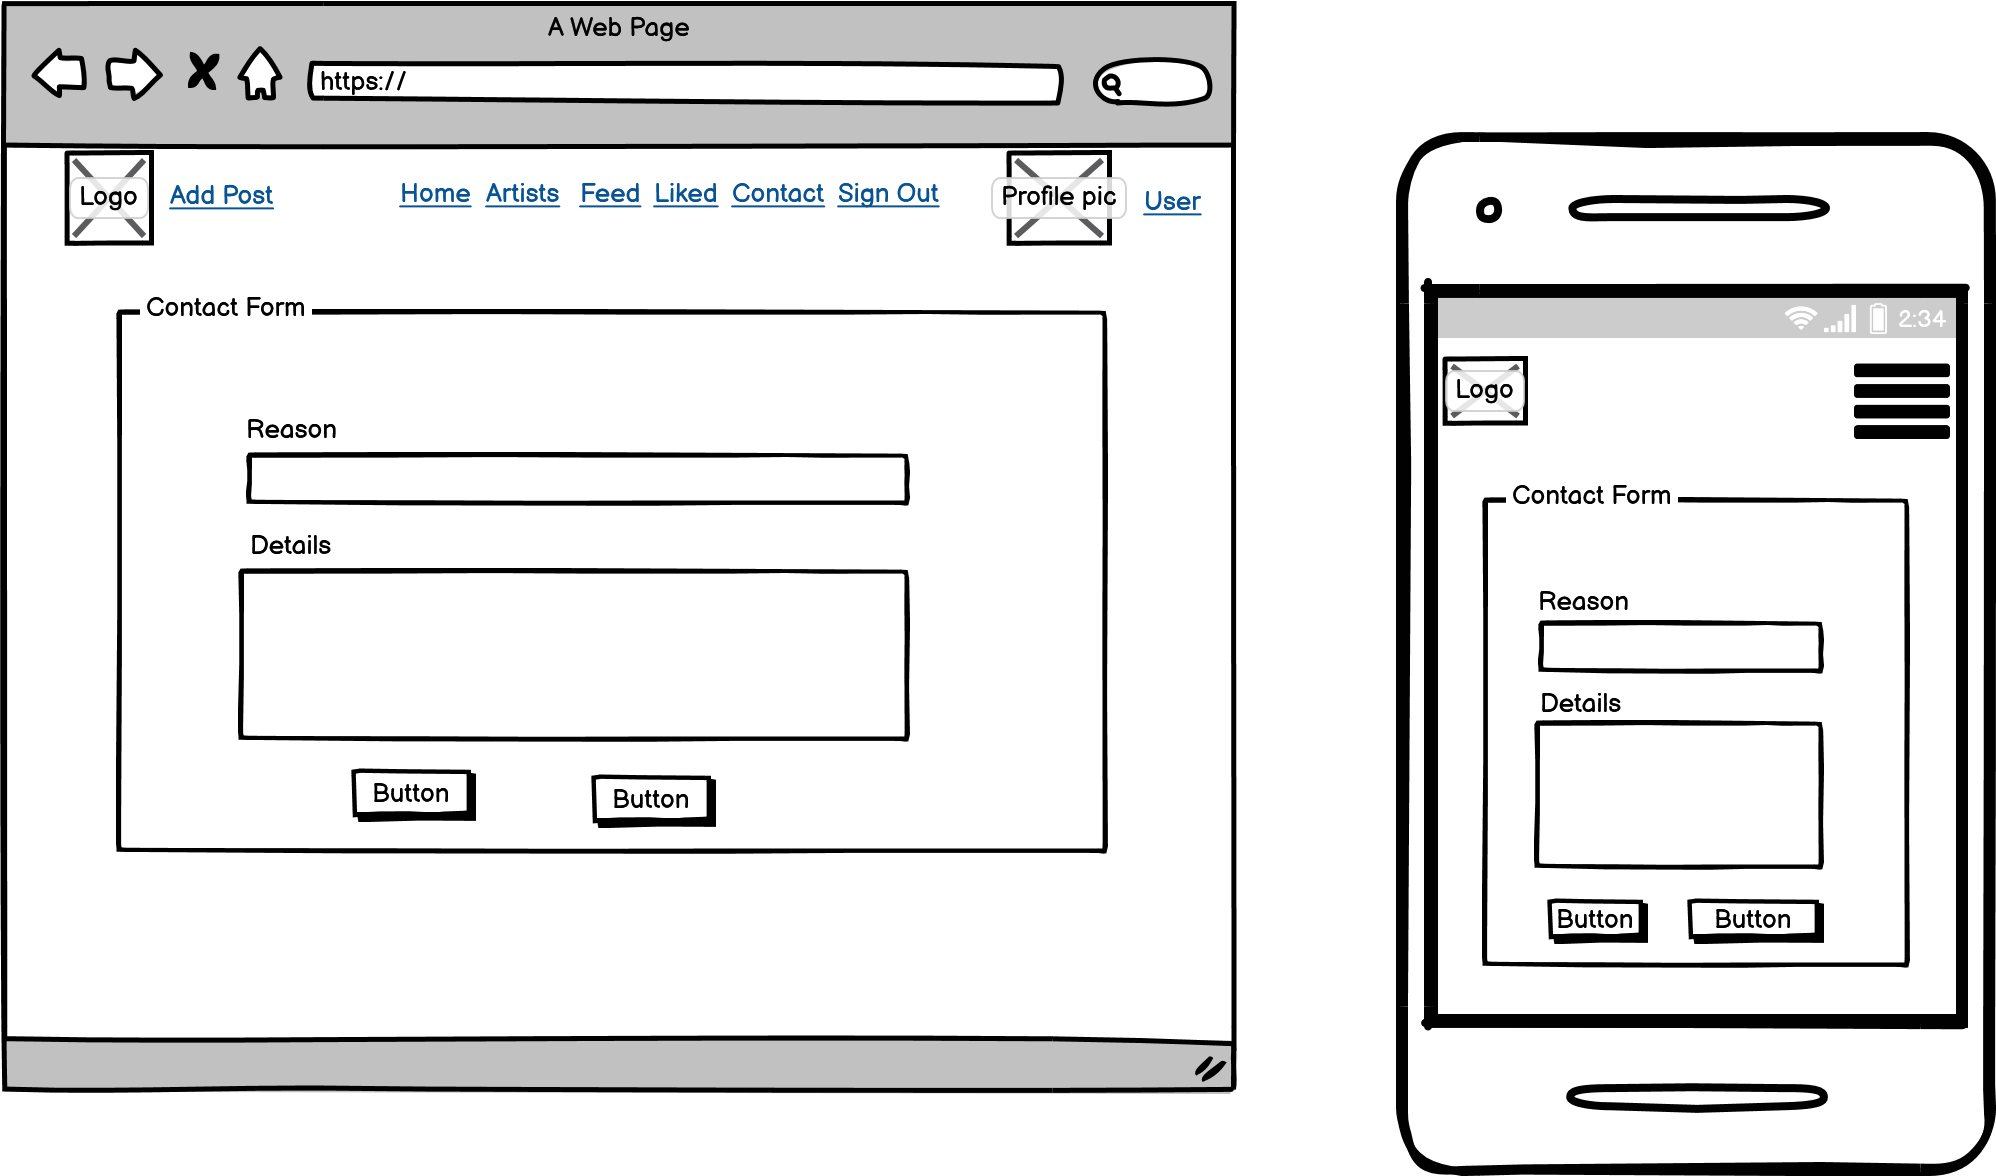 A Web Page
https://
Logo
Add Post
Home Artists Feed Liked Contact Sign Out
Profile pic
User
Contact Form
Reason
Details
Button
Button
2:34
Logo
Contact Form
Reason
Details
Button
Button